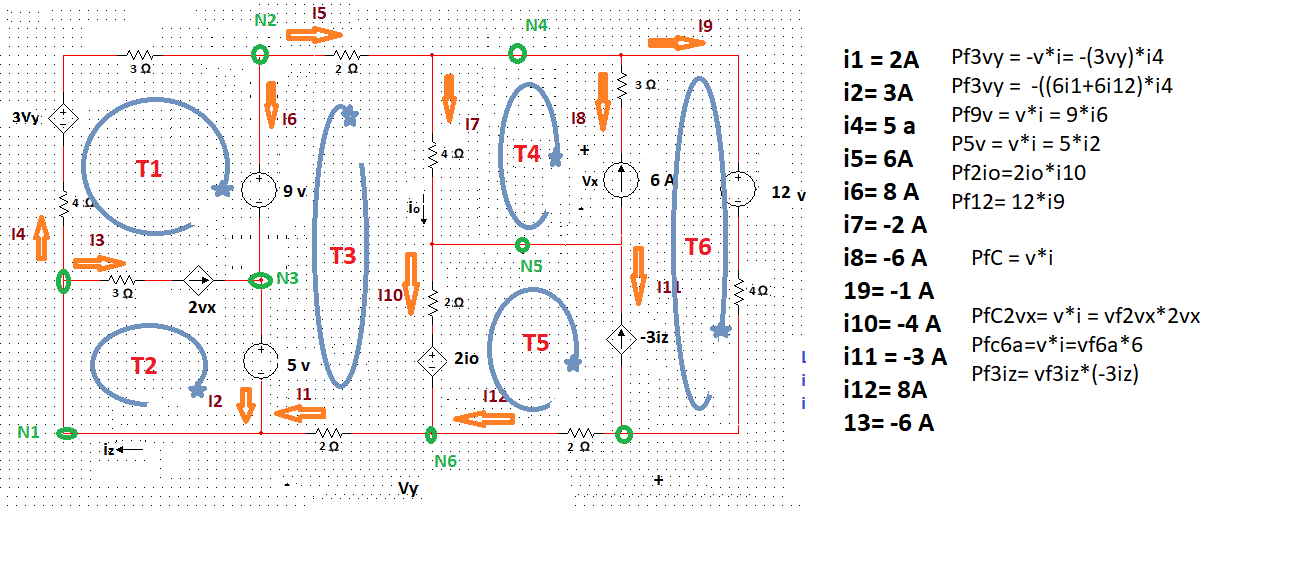 N2
I5
N4
I9
3 Ω
2 Ω
3 Ω
3Vy
I6
I7
I8
T1
4 Ω
T4
+
9 v
Vx
6 A
12 v
4 Ω
-
io
I4
I3
T3
T6
N5
N3
3 Ω
2vx
I10
2 Ω
I11
4 Ω
T2
T5
-3iz
5 v
2io
I2
I1
I12
N1
iz
2 Ω
2 Ω
N6
-
Vy
+
L
i
i
i1 = 2A
i2= 3A
i4= 5 a
i5= 6A
i6= 8 A
i7= -2 A
i8= -6 A
19= -1 A
i10= -4 A
i11 = -3 A
i12= 8A
13= -6 A
Pf3vy = -v*i= -(3vy)*i4
Pf3vy = -((6i1+6i12)*i4
Pf9v = v*i = 9*i6
P5v = v*i = 5*i2
Pf2io=2io*i10
Pf12= 12*i9
PfC = v*i
PfC2vx= v*i = vf2vx*2vx
Pfc6a=v*i=vf6a*6
Pf3iz= vf3iz*(-3iz)